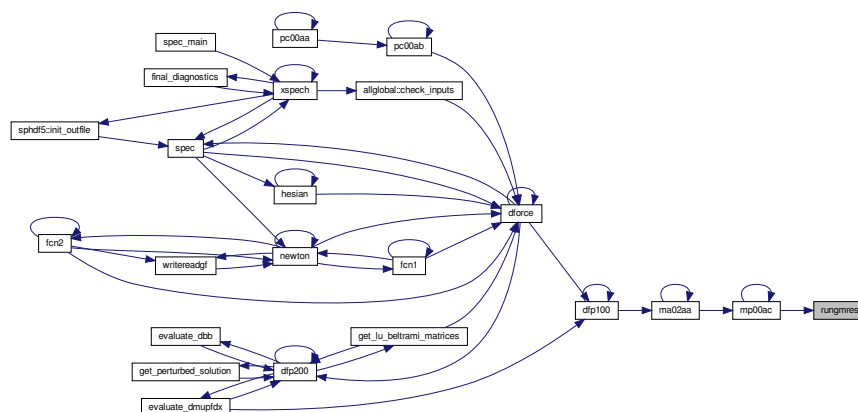 pc00aa
spec_main
pc00ab
final_diagnostics
xspech
allglobal::check_inputs
sphdf5::init_outfile
spec
hesian
dforce
fcn2
newton
writereadgf
fcn1
dfp100
ma02aa
mp00ac
rungmres
evaluate_dbb
get_lu_beltrami_matrices
get_perturbed_solution
dfp200
evaluate_dmupfdx